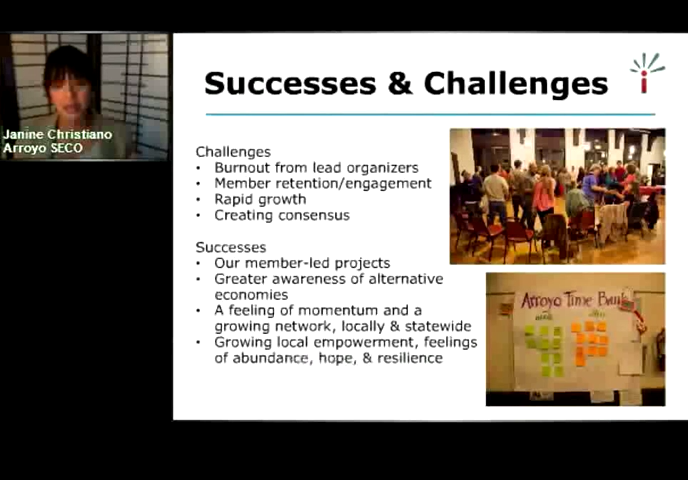 Successes & Challenges
Janine Christiano
Arroyo SECO
Challenges
• Burnout from lead organizers
• Member retention/engagement
• Rapid growth
• Creating consensus
Successes
• Our member-led projects
• Greater awareness of alternative
economies
• A feeling of momentum and a
growing network, locally & statewide
• Growing local empowerment, feelings
of abundance, hope, & resilience
Arroyo Time Bank